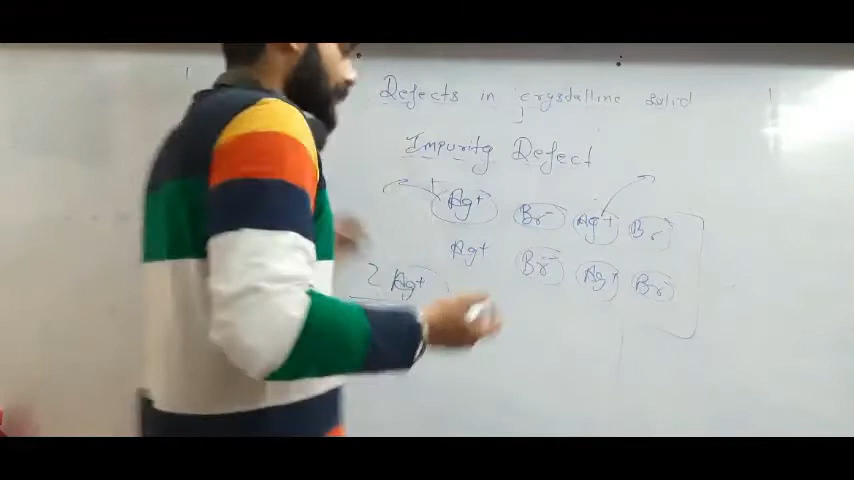 Defects in crystalline solid
Impurity Defect
Ag+ Br- Ag+ Br-
Ag+ Br- Ag+ Br-
2 Ag+